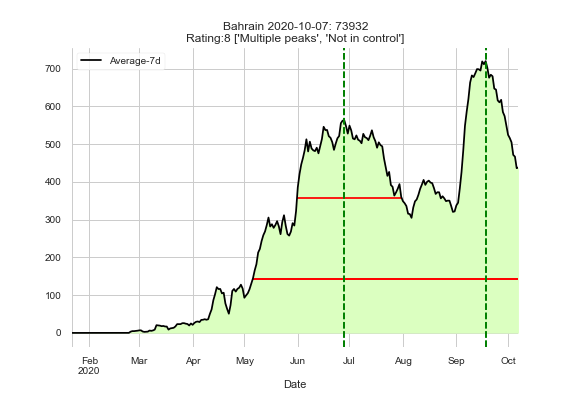 Bahrain 2020-10-07: 73932
Rating:8 ['Multiple peaks', 'Not in control']
Average-7d
700
600
500
400
300
200
100
0
Feb Mar Apr May Jun Jul Aug Sep Oct
2020
Date